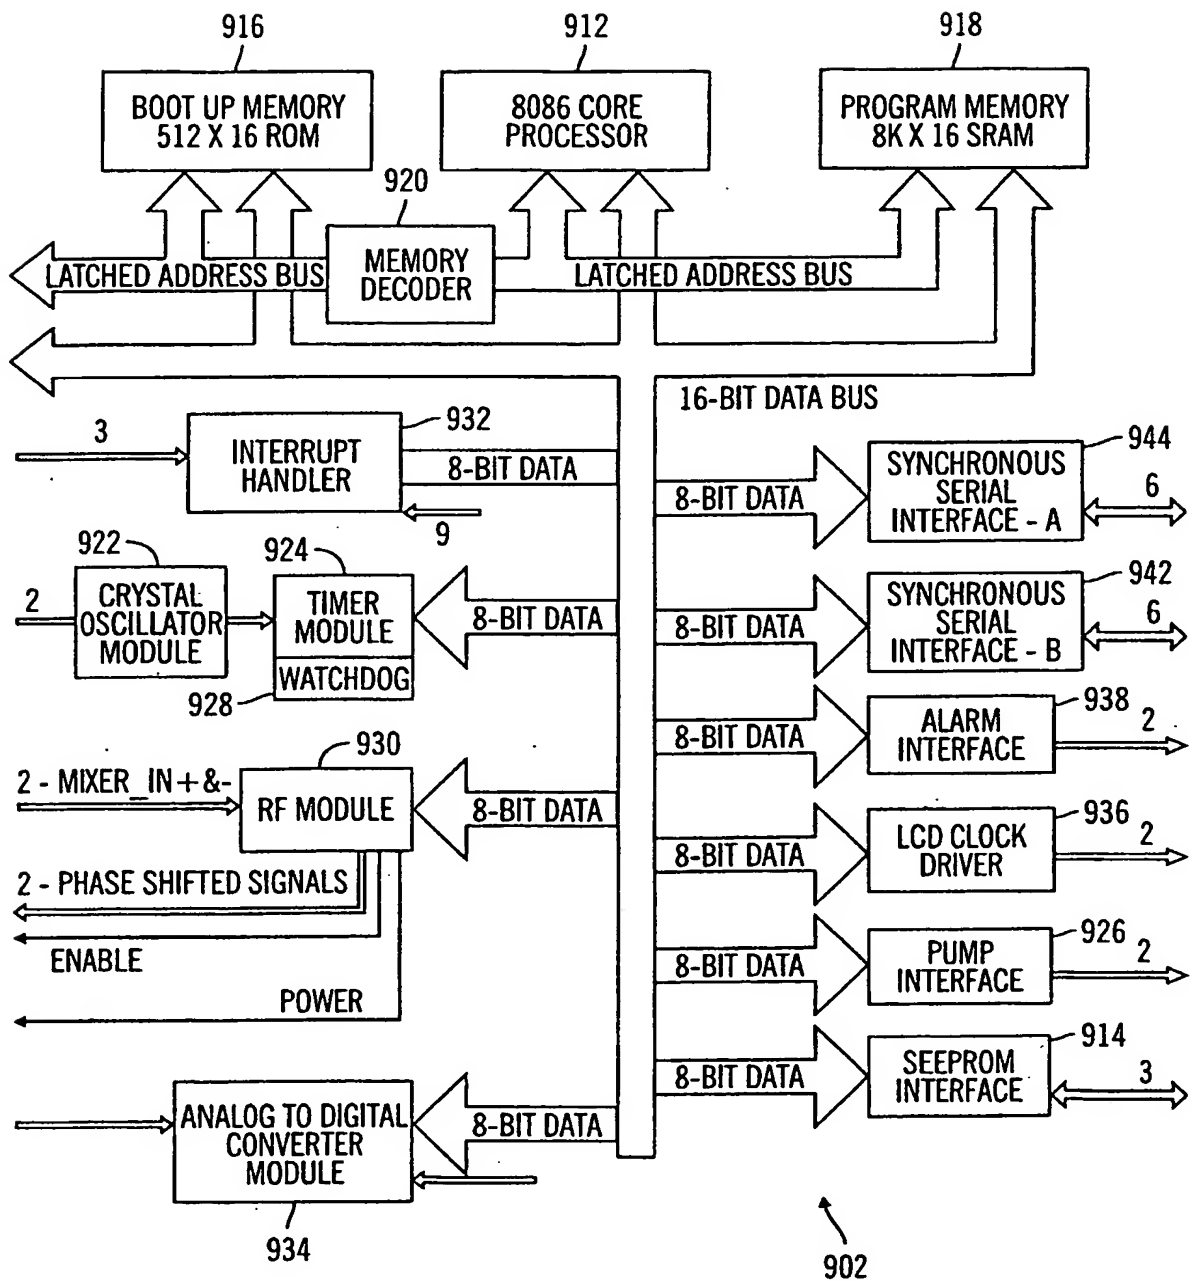 916
912
918
BOOT UP MEMORY
512 X 16 ROM
8086 CORE
PROCESSOR
PROGRAM MEMORY
8K X 16 SRAM
920
MEMORY
DECODER
LATCHED ADDRESS BUS
LATCHED ADDRESS BUS
16-BIT DATA BUS
3
932
INTERRUPT
HANDLER
8-BIT DATA
9
944
8-BIT DATA
SYNCHRONOUS
SERIAL
INTERFACE - A
6
922
924
2
CRYSTAL
OSCILLATOR
MODULE
TIMER
MODULE
WATCHDOG
928
8-BIT DATA
942
8-BIT DATA
SYNCHRONOUS
SERIAL
INTERFACE - B
6
938
8-BIT DATA
ALARM
INTERFACE
2
930
2 - MIXER_IN+&-
RF MODULE
8-BIT DATA
2 - PHASE SHIFTED SIGNALS
ENABLE
POWER
936
8-BIT DATA
LCD CLOCK
DRIVER
2
926
8-BIT DATA
PUMP
INTERFACE
2
914
8-BIT DATA
SEEPROM
INTERFACE
3
ANALOG TO DIGITAL
CONVERTER
MODULE
8-BIT DATA
934
902